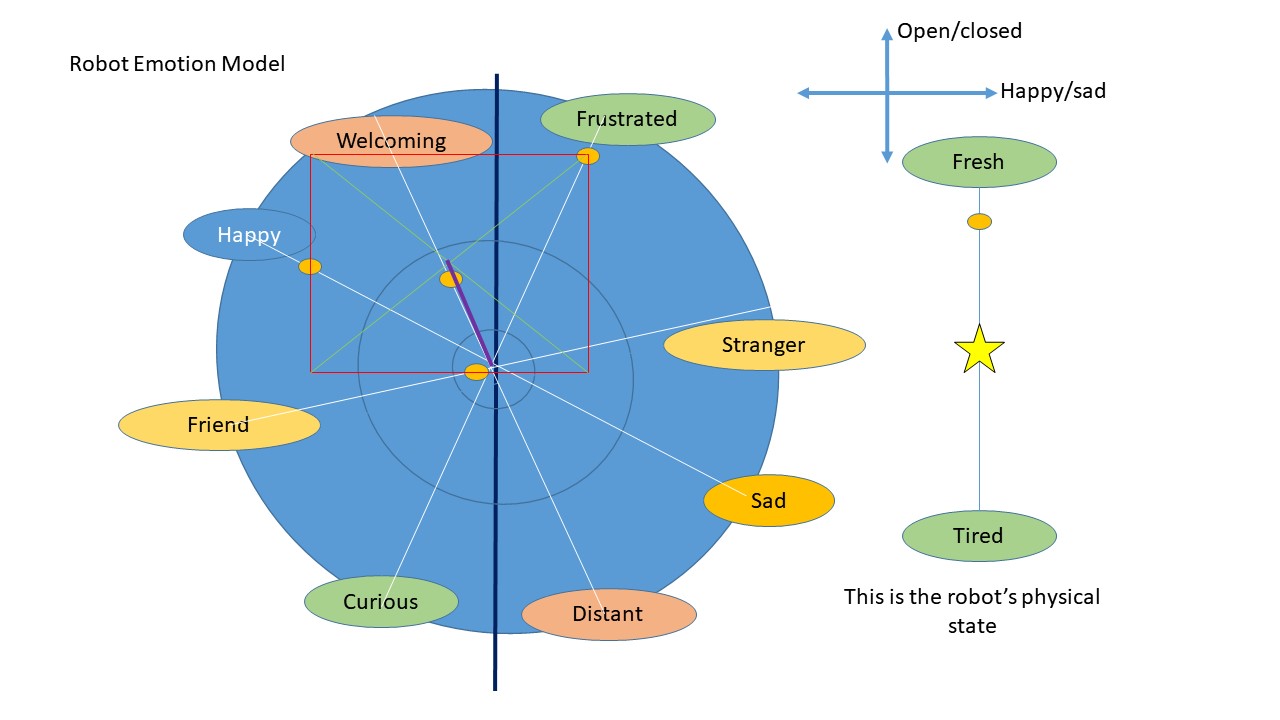 Robot Emotion Model
Open/closed
Happy/sad
Welcoming
Frustrated
Fresh
Happy
Stranger
Friend
Sad
Tired
Curious
Distant
This is the robot’s physical
state